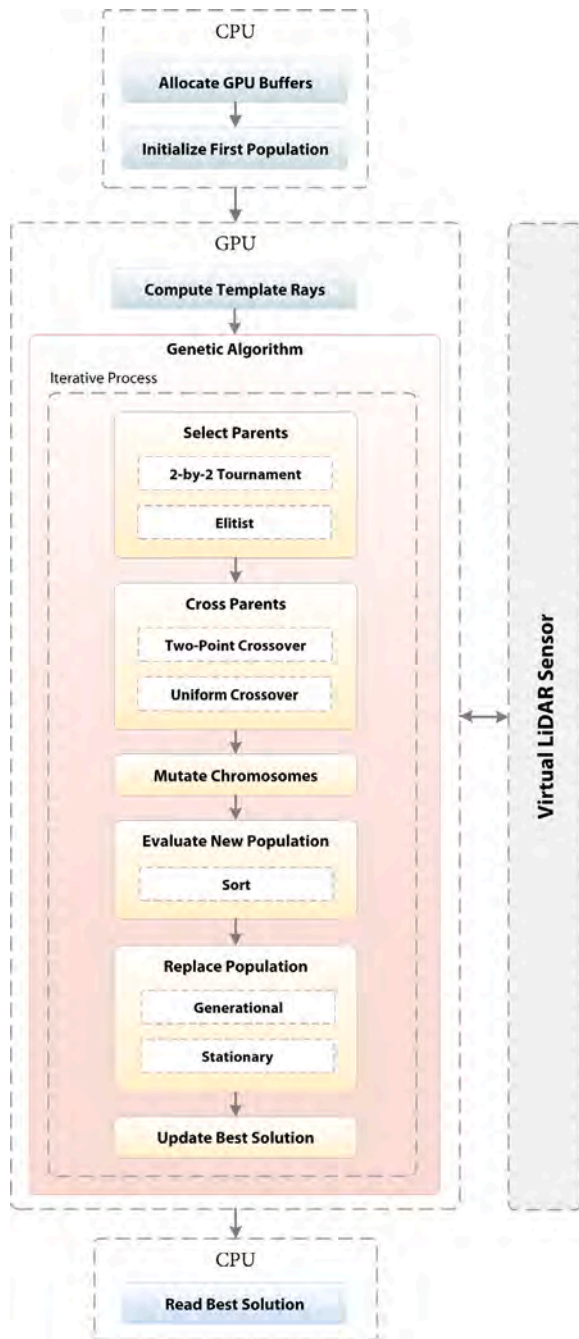 CPU
Allocate GPU Buffers
Initialize First Population
GPU
Compute Template Rays
Genetic Algorithm
Iterative Process
Select Parents
2-by-2 Tournament
Elitist
Cross Parents
Two-Point Crossover
Uniform Crossover
Mutate Chromosomes
Evaluate New Population
Sort
Replace Population
Generational
Stationary
Update Best Solution
Virtual LiDAR Sensor
CPU
Read Best Solution